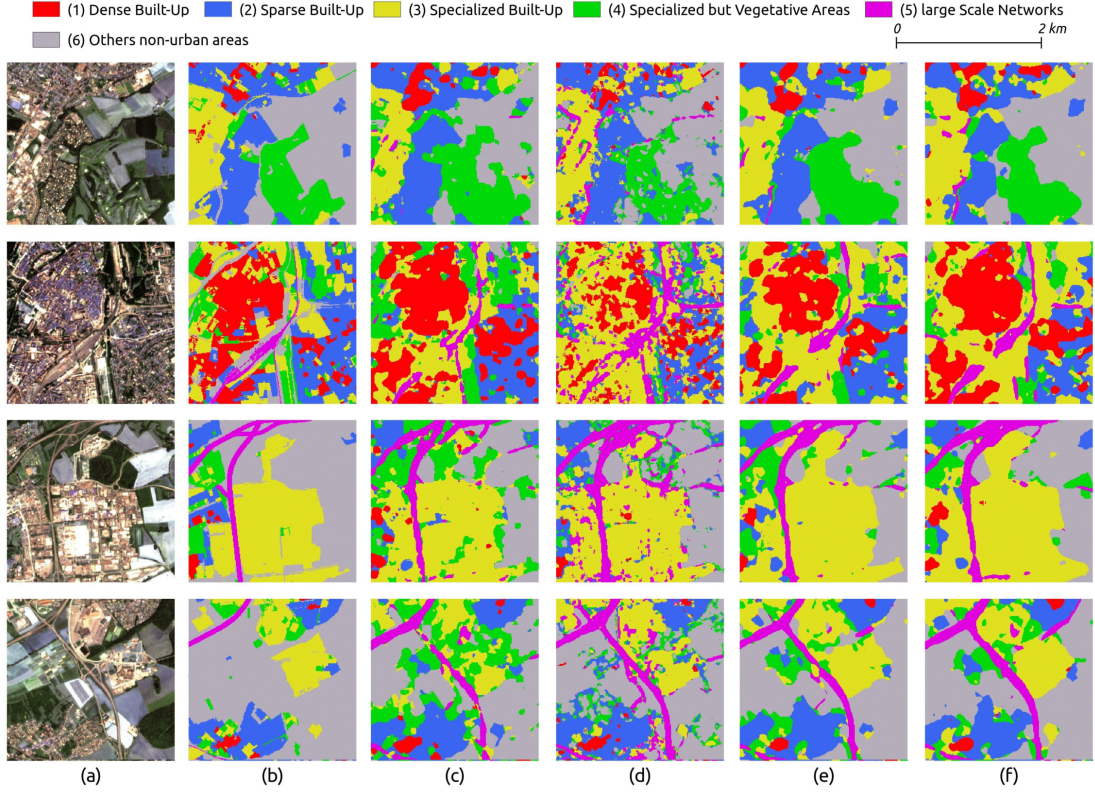 (1) Dense Built-Up (2) Sparse Built-Up (3) Specialized Built-Up (4) Specialized but Vegetative Areas (5) large Scale Networks
(6) Others non-urban areas 0 2 km
(a) (b) (c) (d) (e) (f)